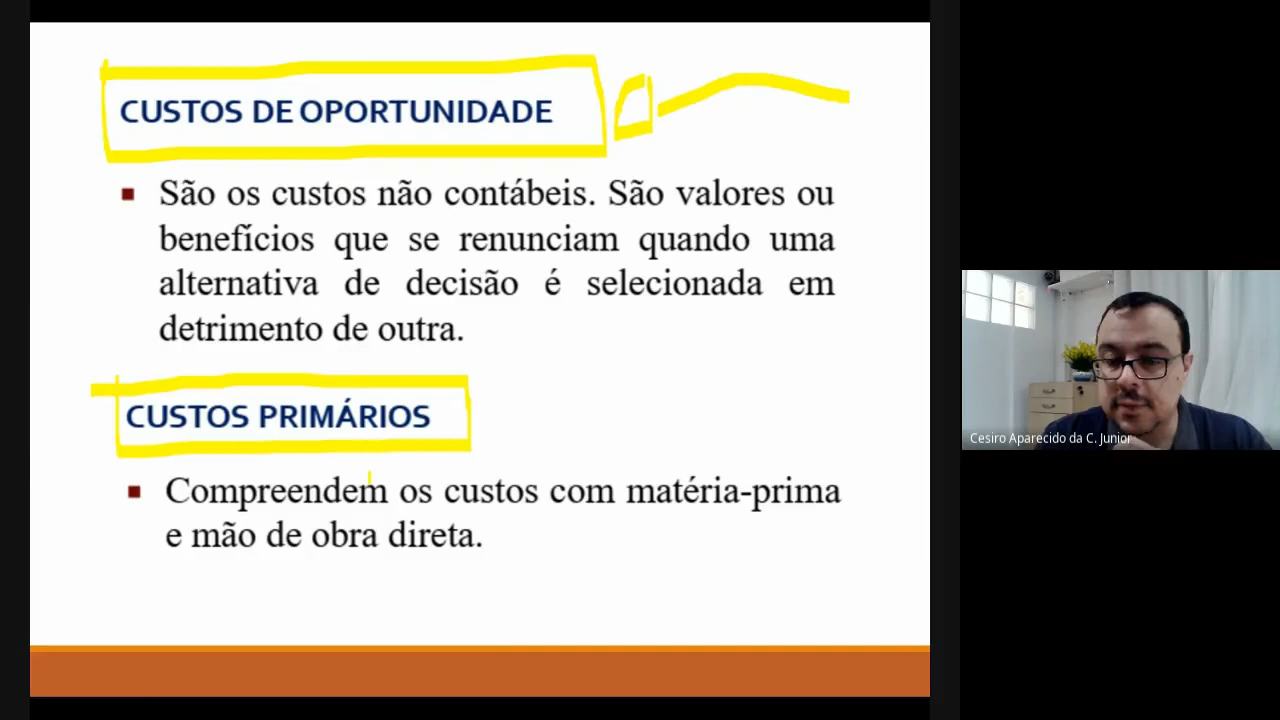 CUSTOS DE OPORTUNIDADE
São os custos não contábeis. São valores ou
benefícios que se renunciam quando uma
alternativa de decisão é selecionada em
detrimento de outra.
CUSTOS PRIMÁRIOS
Compreendem os custos com matéria-prima
e mão de obra direta.
Cesiro Aparecido da C. Junior